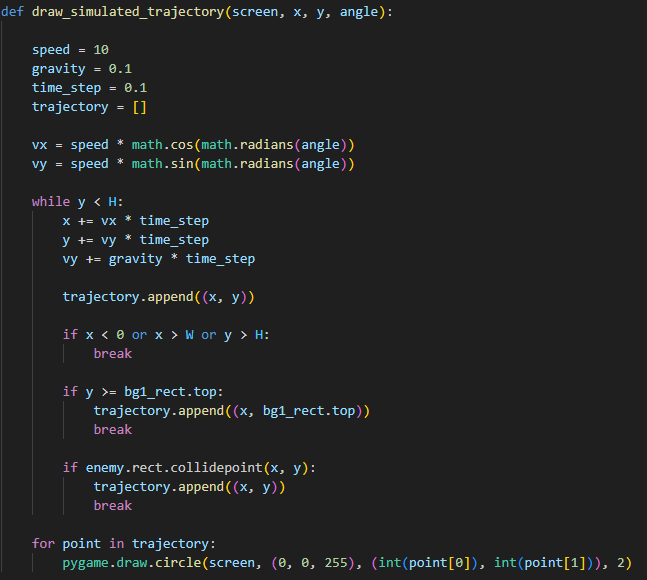 def draw_simulated_trajectory(screen, x, y, angle):
    speed = 10
    gravity = 0.1
    time_step = 0.1
    trajectory = []
    vx = speed * math.cos(math.radians(angle))
    vy = speed * math.sin(math.radians(angle))
    while y < H:
        x += vx * time_step
        y += vy * time_step
        vy += gravity * time_step
        trajectory.append((x, y))
        if x < 0 or x > W or y > H:
            break
        if y >= bg1_rect.top:
            trajectory.append((x, bg1_rect.top))
            break
        if enemy.rect.collidepoint(x, y):
            trajectory.append((x, y))
            break
    for point in trajectory:
        pygame.draw.circle(screen, (0, 0, 255), (int(point[0]), int(point[1])), 2)